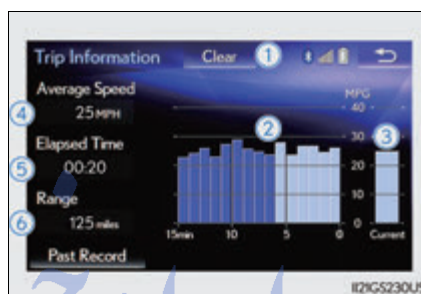 Trip Information Clear 1
Average Speed
4 25 MPH
Elapsed Time
5 00:20
Range
6 125 miles
Past Record
MPG
40
2
30 3
20
10
0
15min 10 5 0 Current
II21GS230US